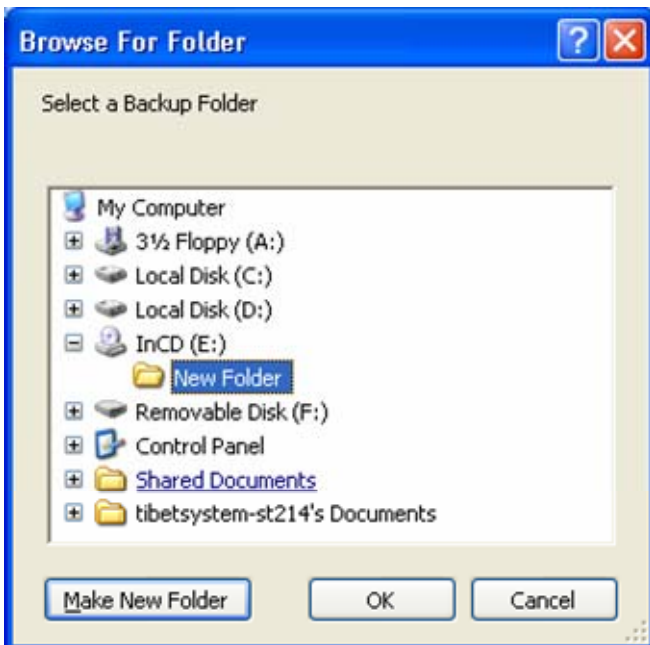 Browse For Folder
Select a Backup Folder
My Computer
3½ Floppy (A:)
Local Disk (C:)
Local Disk (D:)
InCD (E:)
New Folder
Removable Disk (F:)
Control Panel
Shared Documents
tibetsystem-st214's Documents
Make New Folder OK Cancel